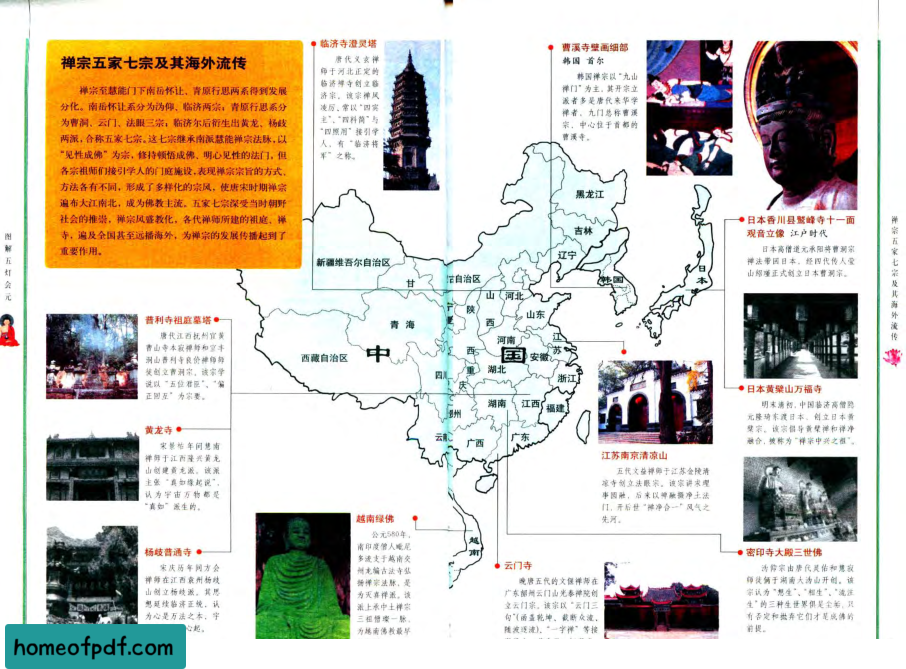 禅宗五家七宗及其海外流传
禅宗至慧能门下南岳怀让、青原行思两系得到发展
分化。南岳怀让系分为沩仰、临济两宗；青原行思系分
为曹洞、云门、法眼三宗；临济尔后衍生出黄龙、杨歧
两派，合称五家七宗。这七宗继承南派慧能禅宗法脉，以
“见性成佛”为宗，修持顿悟成佛、明心见性的法门，但
各宗祖师们接引学人的门庭施设，表现禅宗宗旨的方式、
方法各有不同，形成了多样化的宗风，使唐宋时期禅宗
遍布大江南北，成为佛教主流。五家七宗深受当时朝野
社会的推崇，禅宗风盛教化，各代禅师所建的祖庭、禅
寺，遍及全国甚至远播海外，为禅宗的发展传播起到了
重要作用。
临济寺澄灵塔
唐代义玄禅
师于河北正定的
临济禅寺创立临
济宗。该宗禅风
凌厉，常以“四宾
主”、“四料简”与
“四照用”接引学
人，有“临济将
军”之称。
曹溪寺壁画细部
韩国 首尔
韩国禅宗以“九山
禅门”为主，其开宗立
派者多是唐代来华学
禅者，九门总称曹溪
宗，中心位于首都的
曹溪寺。
日本香川县鹫峰寺十一面
观音立像 江户时代
日本高僧道元承阳将曹洞宗
禅法带回日本，经四代传人莹
山绍瑾正式创立日本曹洞宗。
日本黄檗山万福寺
明末清初，中国临济高僧隐
元隆琦东渡日本，创立日本黄
檗宗。该宗倡导黄檗禅和禅净
融合，被称为“禅宗中兴之祖”。
密印寺大殿三世佛
沩仰宗由唐代灵佑和慧寂
师徒俩于湖南大沩山开创。该
宗认为“想生”、“相生”、“流注
生”的三种生世界俱是尘垢，只
有否定和抛弃它们才是成佛的
前提。
普利寺祖庭墓塔
唐代江西抚州宜黄
曹山寺本寂禅师和宜丰
洞山普利寺良价禅师师
徒创立曹洞宗。该宗学
说以“五位君臣”、“偏
正回互”为宗要。
黄龙寺
宋景祐年间慧南
禅师于江西隆兴黄龙
山创建黄龙派。该派
主张“真如缘起说”，
认为宇宙万物都是
“真如”派生的。
杨歧普通寺
宋庆历年间方会
禅师在江西袁州杨歧
山创立杨歧派。其思
想延续临济正统，认
为心是万法之本，宇
心起。
越南绿佛
公元580年，
南印度僧人毗尼
多流支于越南交
州龙编古法寺弘
扬禅宗法脉，是
为灭喜禅派。该
派上承中土禅宗
三祖僧璨一脉，
为越南佛教最早
云门寺
晚唐五代的文偃禅师在
广东韶州云门山光泰禅院创
立云门宗。该宗以“云门三
句”(函盖乾坤、截断众流、
随波逐流)、“一字禅”等接
江苏南京清凉山
五代文益禅师于江苏金陵清
凉寺创立法眼宗。该宗讲求理
事圆融，后来以禅融摄净土法
门，开后世“禅净合一”风气之
先河。
黑龙江
吉林
辽宁
新疆维吾尔自治区
自治区
甘
青海
西藏自治区
中
国
陕
西
山
西
河北
山东
河南
江
苏
安徽
四川
重
庆
湖北
浙江
湖南
江西
福建
州
云南
广西
广东
韩国
日本
越南
图解五灯会元
禅宗五家七宗及其海外流传
homeofpdf.com